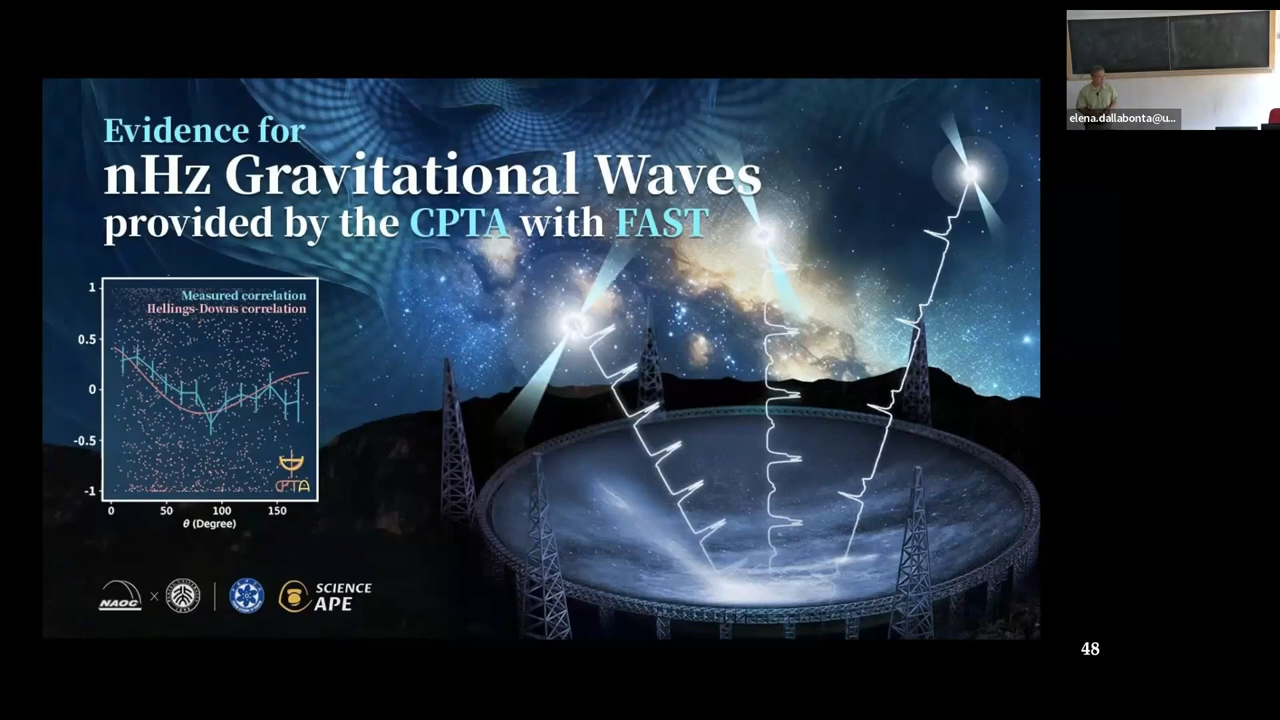 Evidence for
nHz Gravitational Waves
provided by the CPTA with FAST
Measured correlation
Hellings-Downs correlation
1
0.5
0
-0.5
-1
CPTA
0 50 100 150
θ (Degree)
NAOC × | SCIENCE
APE
elena.dallabonta@u...
48